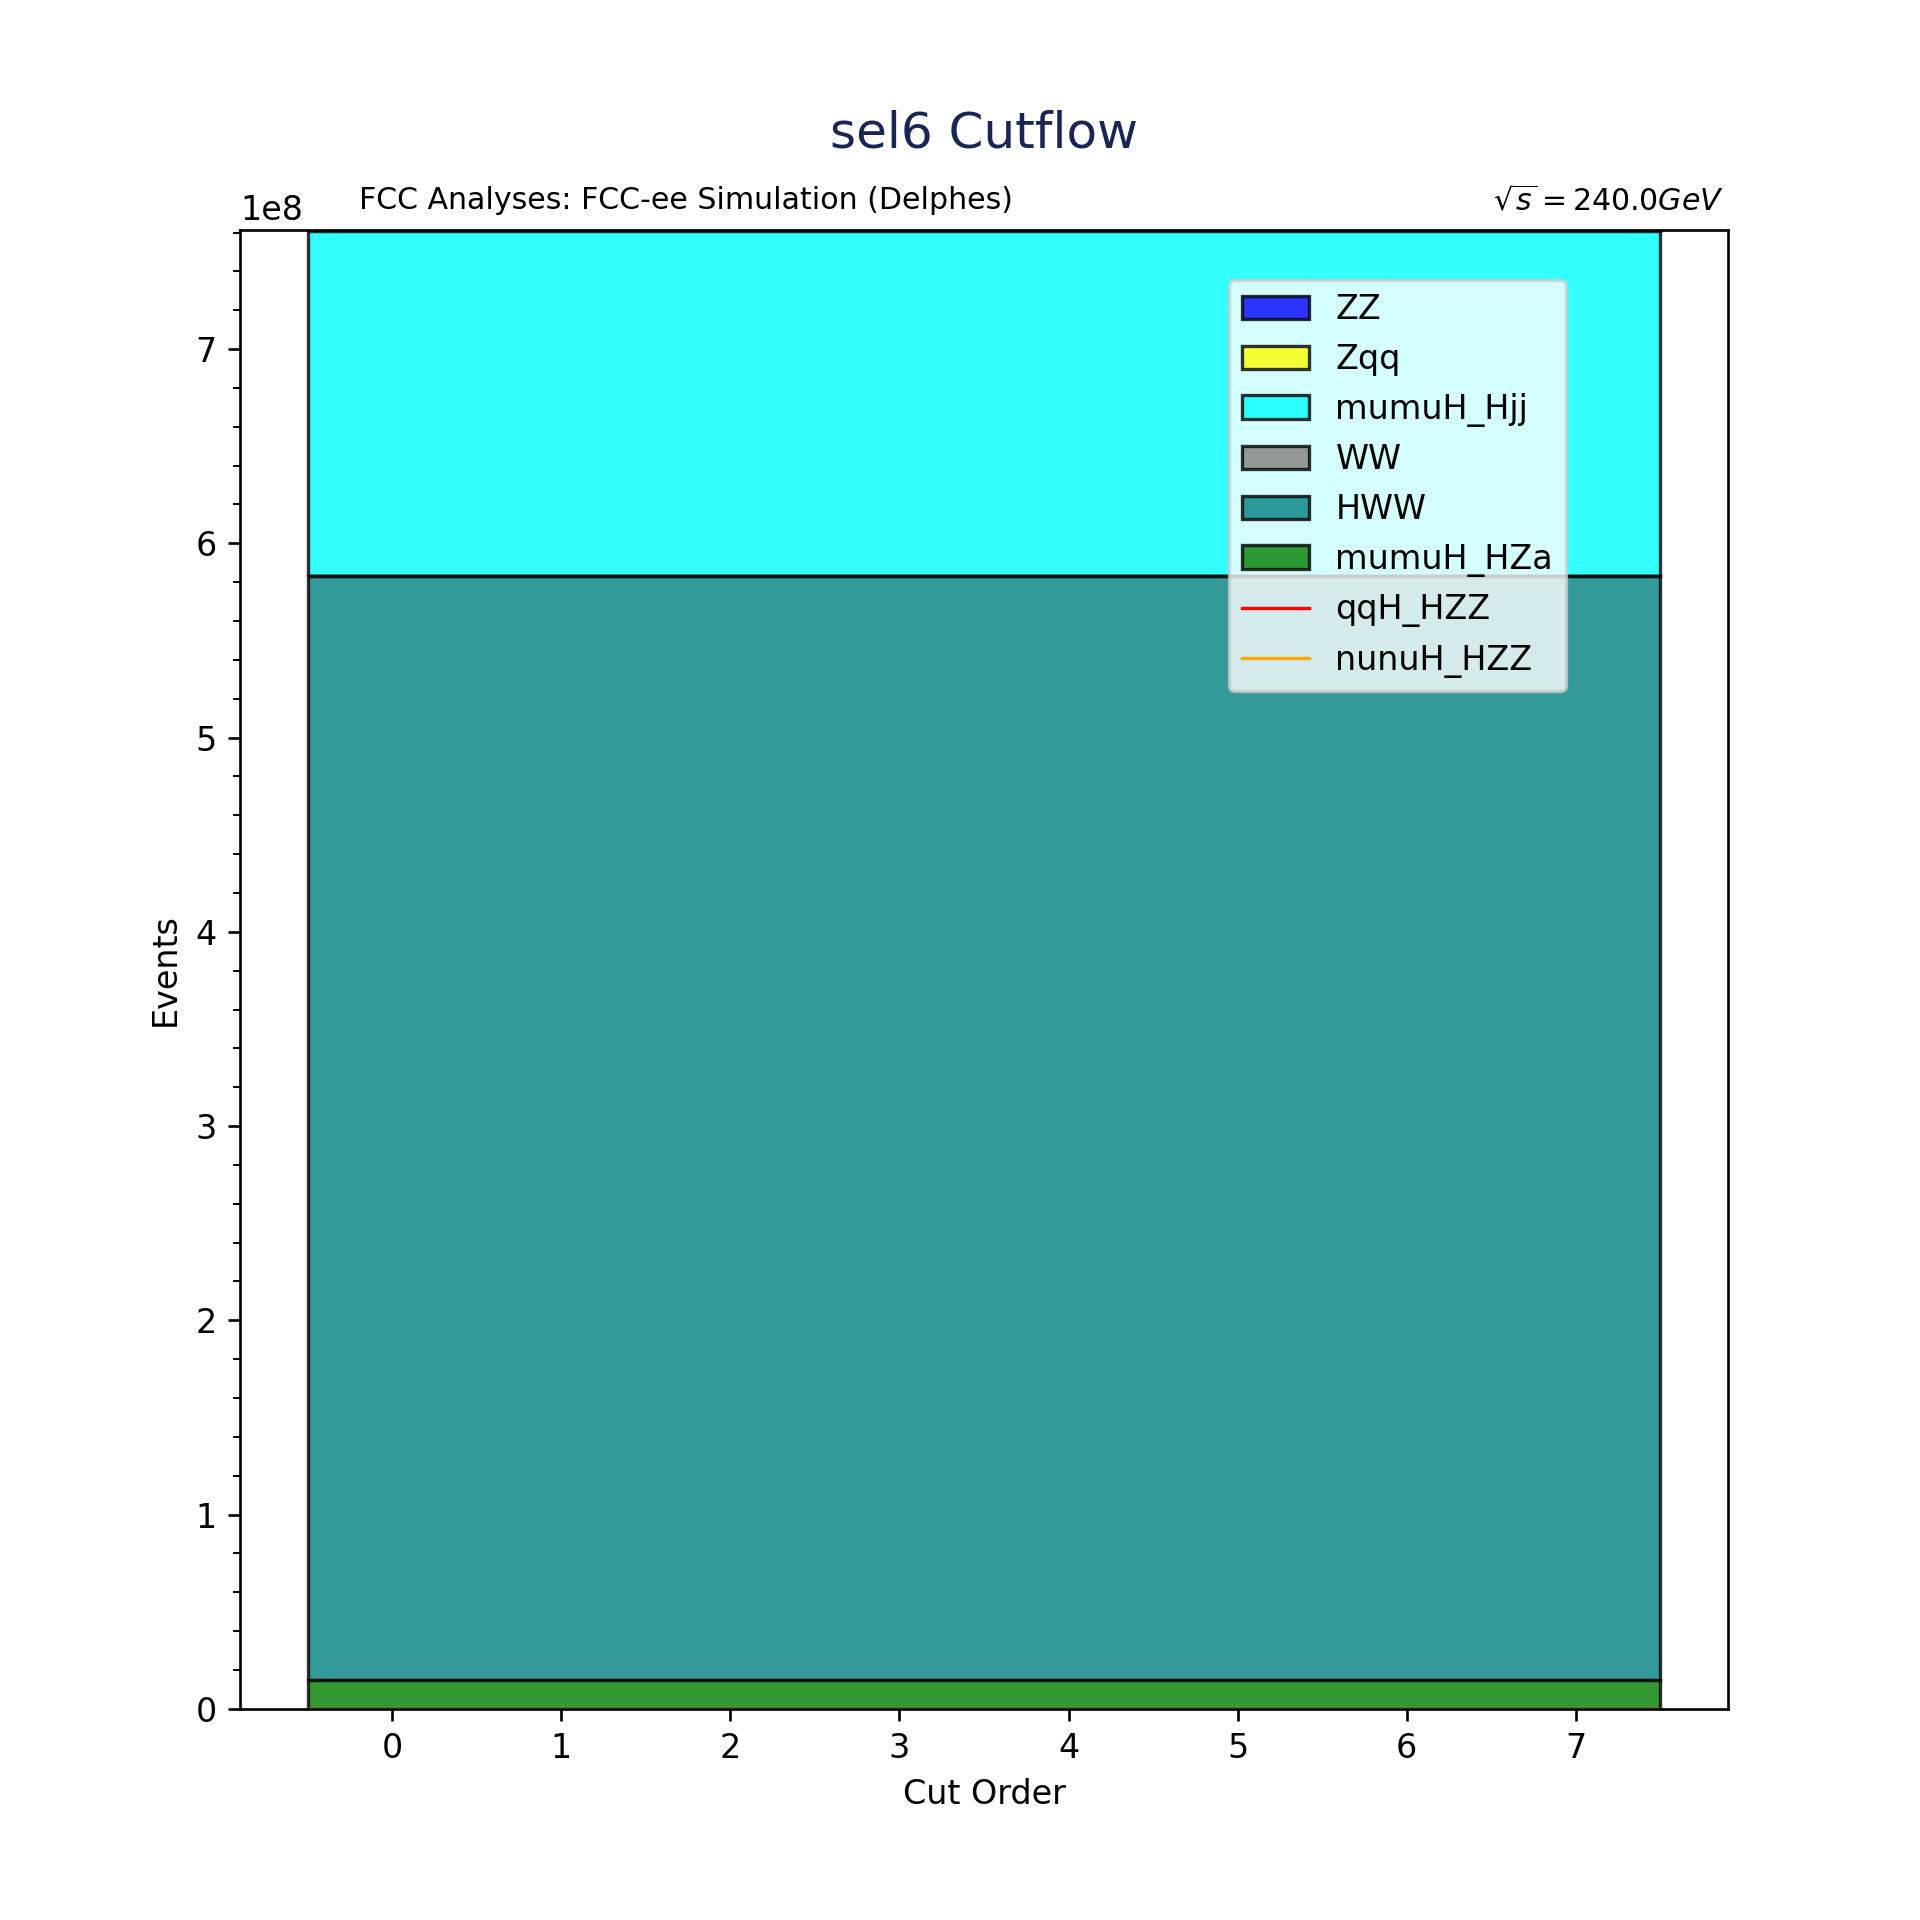 sel6 Cutflow
1e8
FCC Analyses: FCC-ee Simulation (Delphes)
√s = 240.0GeV
ZZ
Zqq
mumuH_Hjj
WW
HWW
mumuH_HZa
qqH_HZZ
nunuH_HZZ
7
6
5
4
3
2
1
0
Events
0 1 2 3 4 5 6 7
Cut Order